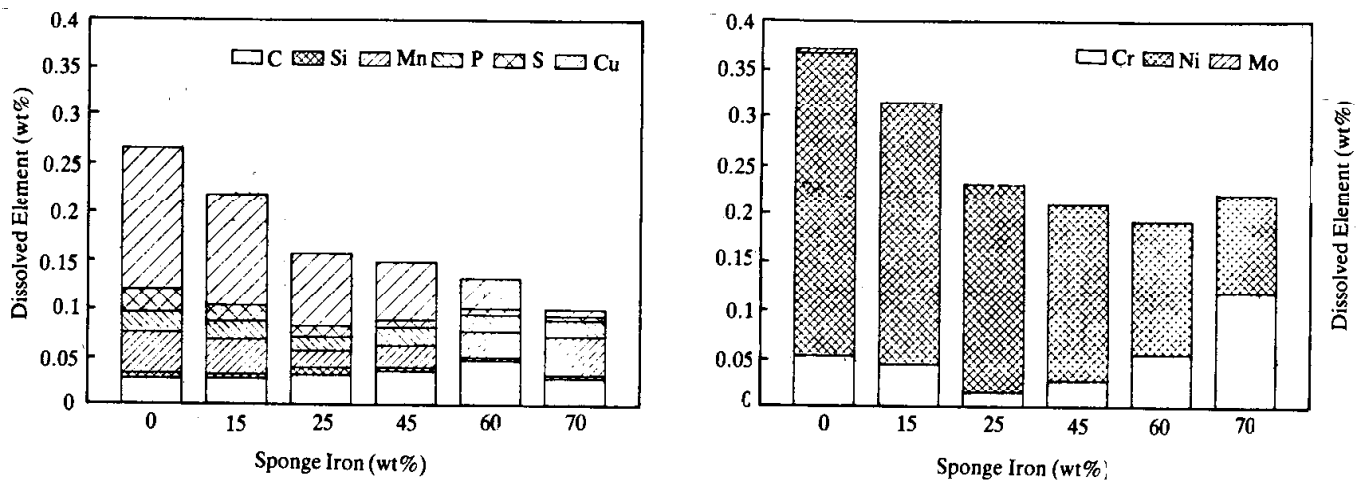 0.4
0.35
0.3
0.25
0.2
0.15
0.1
0.05
0
Dissolved Element (wt%)
C Si Mn P S Cu
0 15 25 45 60 70
Sponge Iron (wt%)
0.4
0.35
0.3
0.25
0.2
0.15
0.1
0.05
C
Cr Ni Mo
0 15 25 45 60 70
Sponge Iron (wt%)
Dissolved Element (wt%)